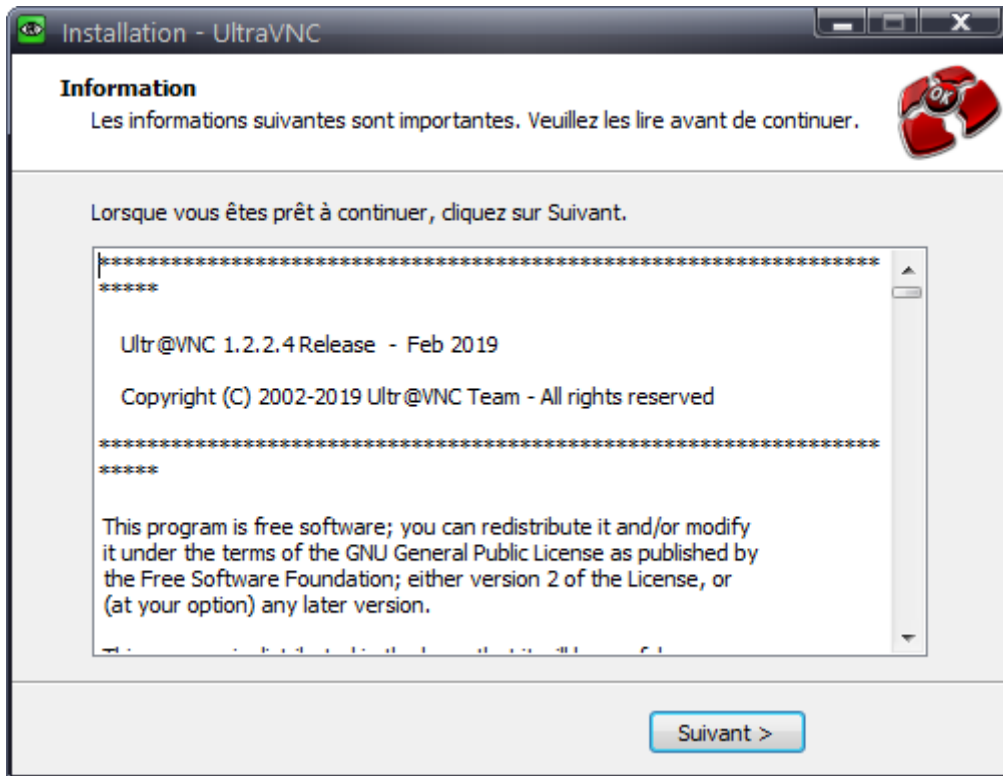 Installation - UltraVNC
Information
Les informations suivantes sont importantes. Veuillez les lire avant de continuer.
OK
Lorsque vous êtes prêt à continuer, cliquez sur Suivant.
*****************************************************************
*****
Ultr@VNC 1.2.2.4 Release - Feb 2019
Copyright (C) 2002-2019 Ultr@VNC Team - All rights reserved
*****************************************************************
*****
This program is free software; you can redistribute it and/or modify
it under the terms of the GNU General Public License as published by
the Free Software Foundation; either version 2 of the License, or
(at your option) any later version.
Suivant >